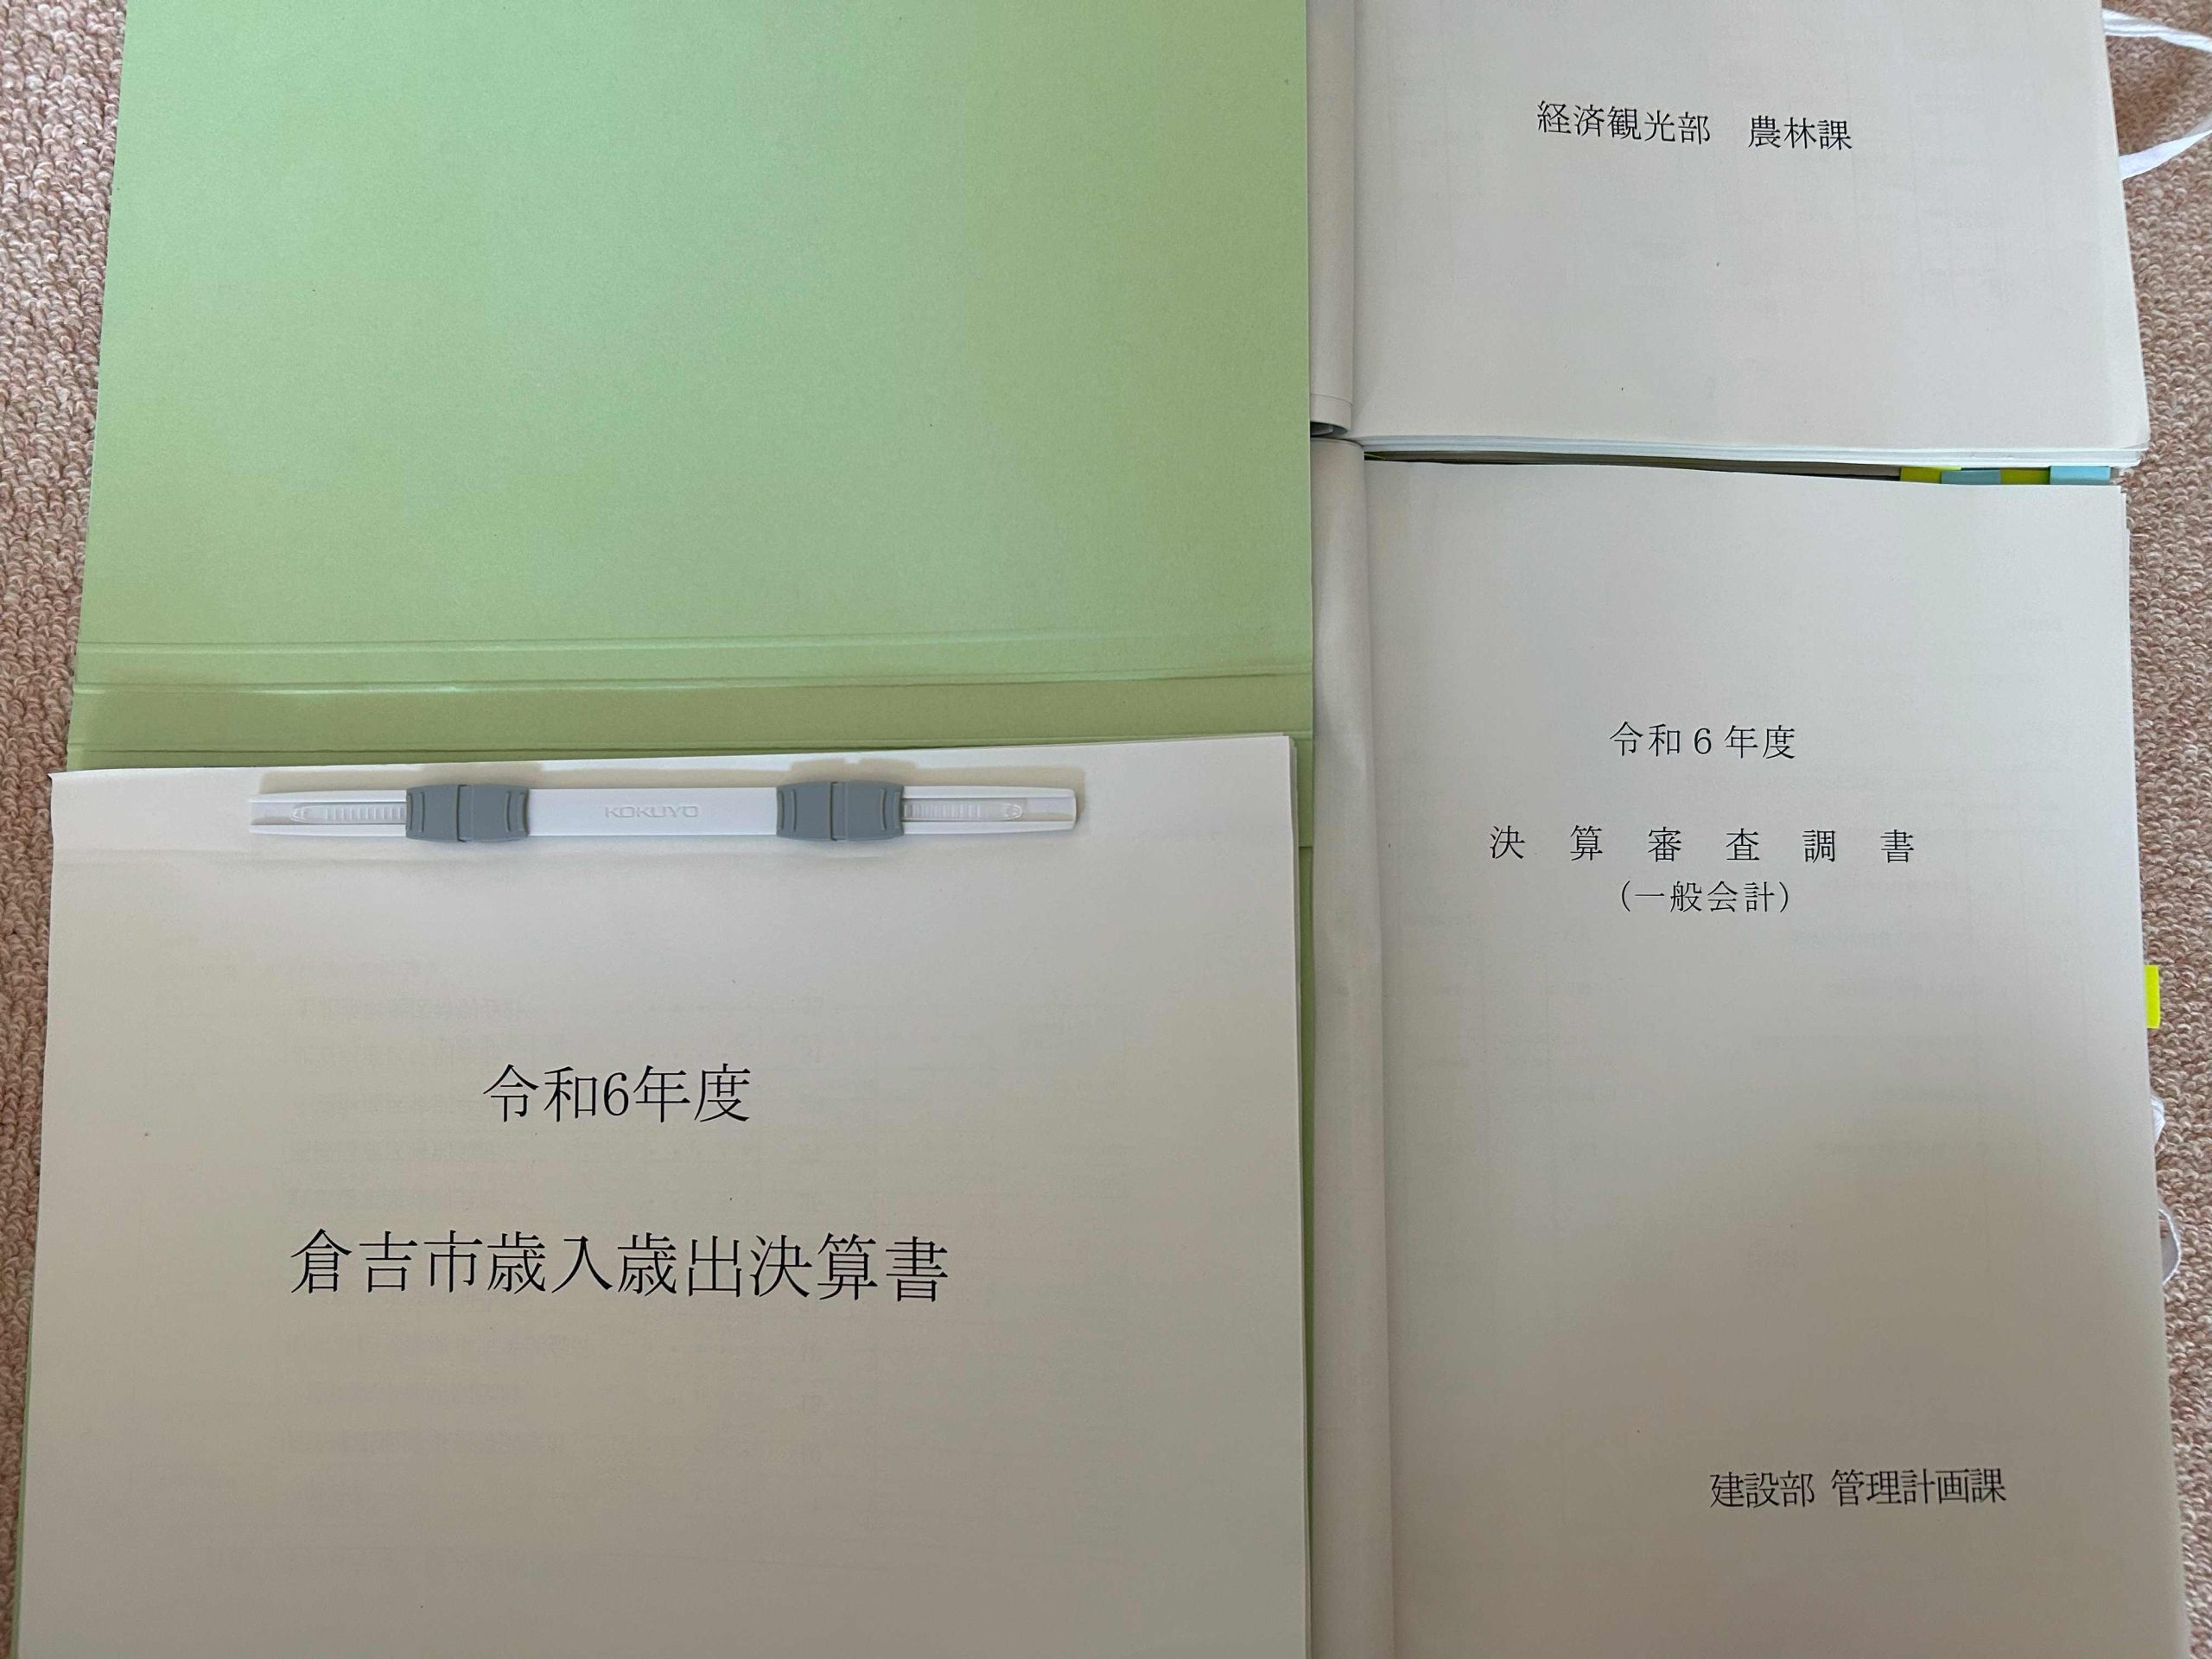 経済観光部　農林課
KOKUYO
令和6年度
倉吉市歳入歳出決算書
令和６年度
決　算　審　査　調　書
（一般会計）
建設部 管理計画課